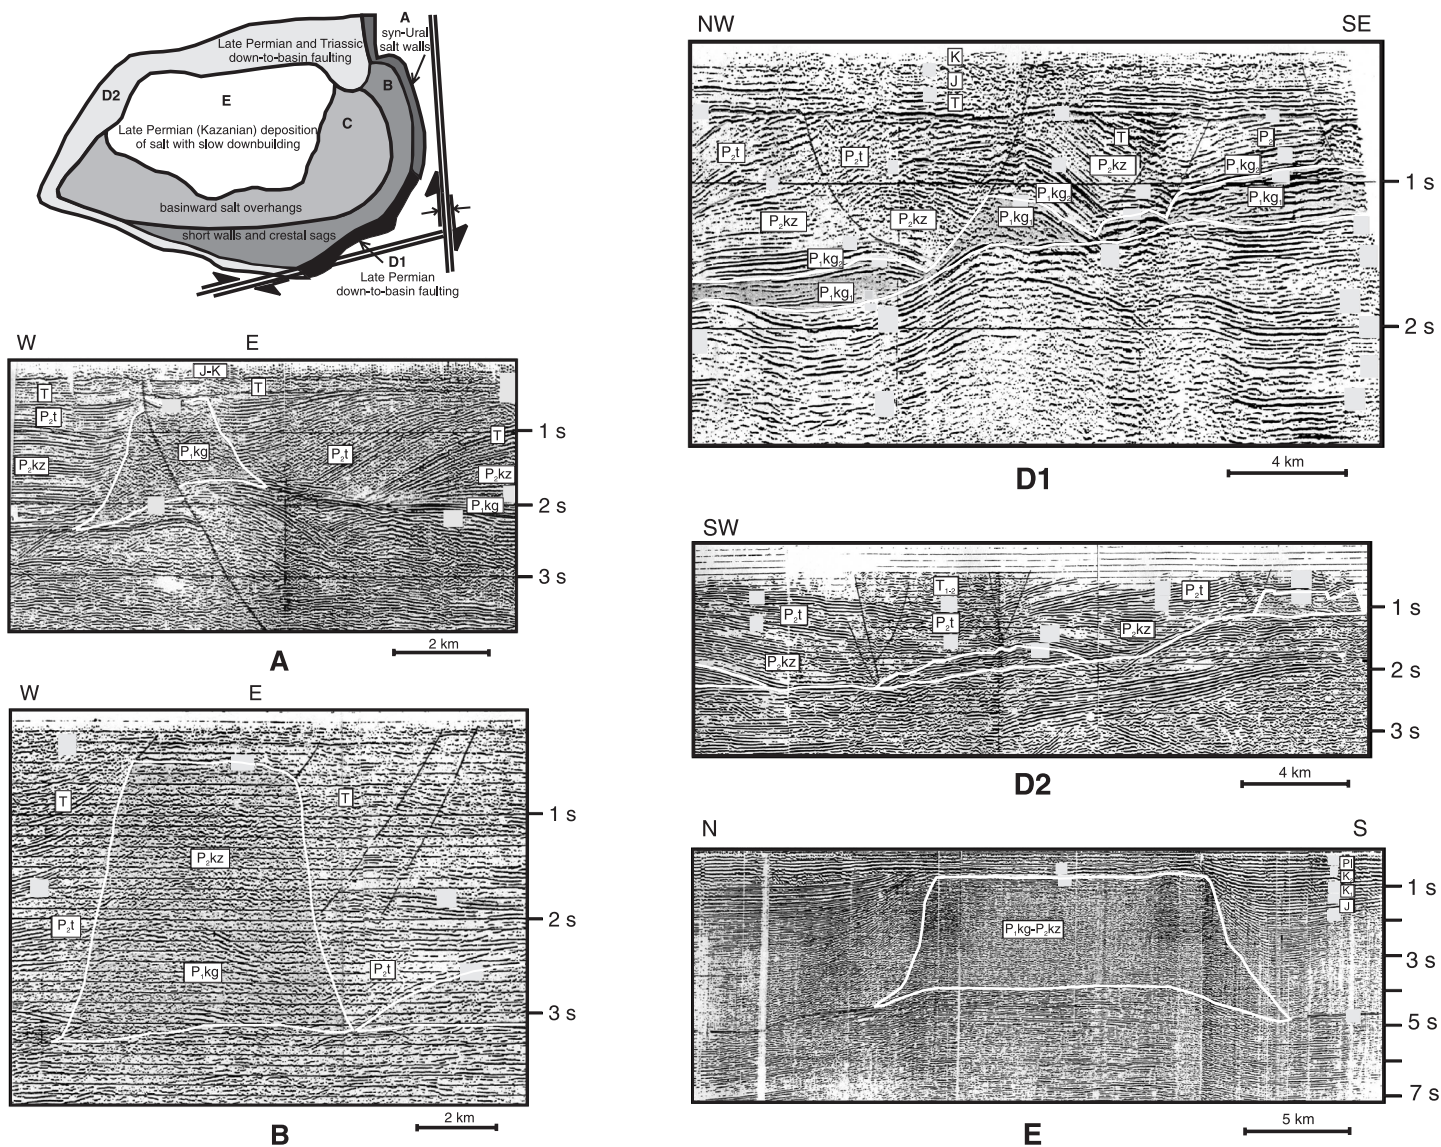 A
syn-Ural
salt walls
Late Permian and Triassic
down-to-basin faulting
B
D2
E
C
Late Permian (Kazanian) deposition
of salt with slow downbuilding
basinward salt overhangs
short walls and crestal sags
D1
Late Permian
down-to-basin faulting
W E
J-K
T T
P₂t
1 s
T
P₁kg P₂t
P₂kz P₂kz
2 s
P₁kg
3 s
2 km
A
W E
T T
1 s
P₂kz
2 s
P₂t
P₁kg P₂t
3 s
2 km
B
NW SE
K
J
T
T P₂
P₂t P₂t P₂kz P₁kg₂
1 s
P₁kg₂ P₁kg₁
P₂kz P₂kz P₁kg₁
P₁kg₂
P₁kg₁
2 s
4 km
D1
SW
T₁₋₂ P₂t
1 s
P₂t P₂t P₂kz
P₂kz
2 s
3 s
4 km
D2
N S
PI
K
1 s
K
J
P₁kg-P₂kz
3 s
5 s
7 s
5 km
E